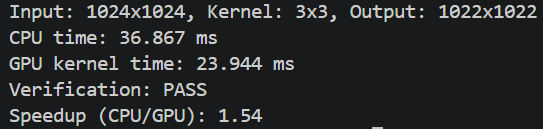 Input: 1024x1024, Kernel: 3x3, Output: 1022x1022
CPU time: 36.867 ms
GPU kernel time: 23.944 ms
Verification: PASS
Speedup (CPU/GPU): 1.54